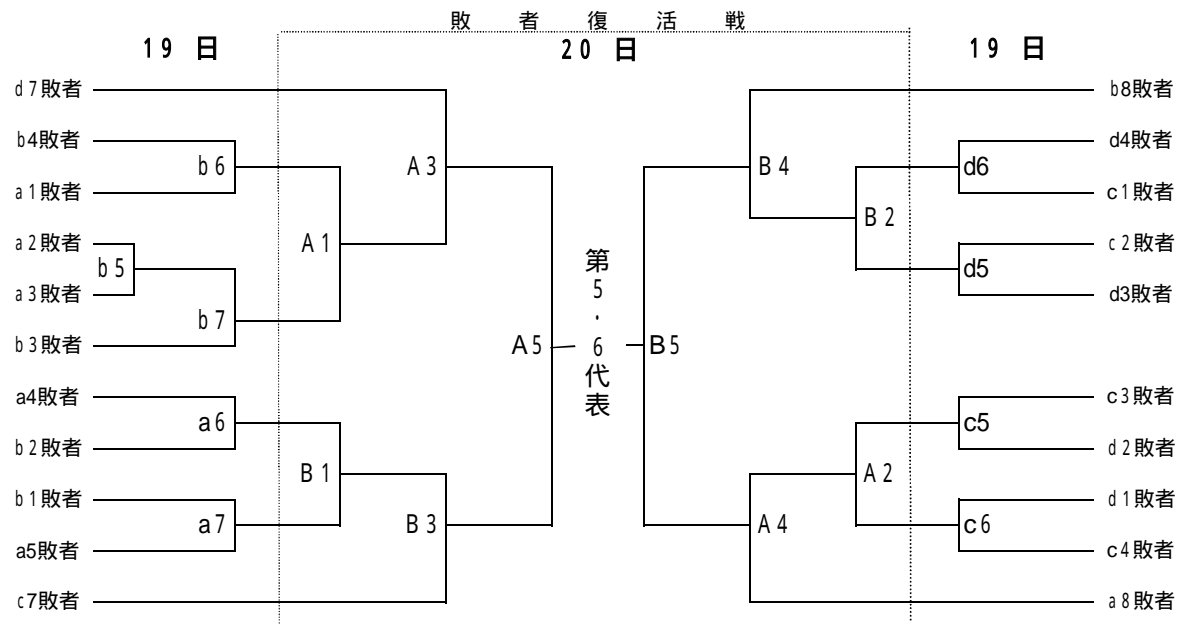 敗者復活戦
19日
20日
19日
d7敗者
b4敗者
b6
a1敗者
a2敗者
b5
a3敗者
b7
b3敗者
a4敗者
a6
b2敗者
b1敗者
a7
a5敗者
c7敗者
A3
A1
B1
B3
A5
第5・6代表
B5
B4
B2
A2
A4
b8敗者
d4敗者
d6
c1敗者
c2敗者
d5
d3敗者
c3敗者
c5
d2敗者
d1敗者
c6
c4敗者
a8敗者